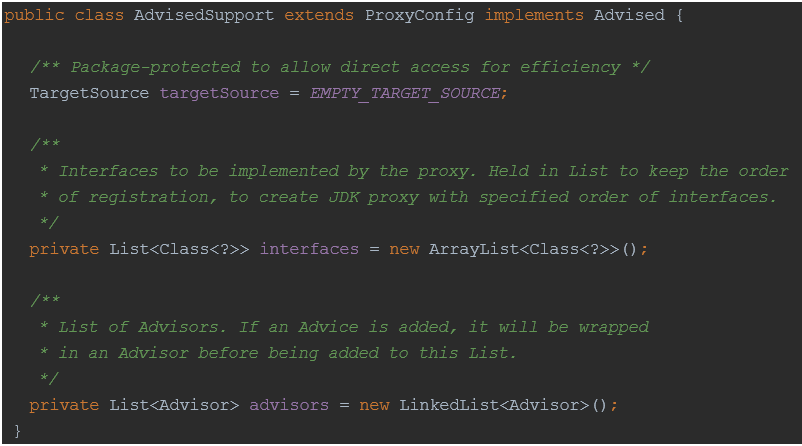 public class AdvisedSupport extends ProxyConfig implements Advised {
/** Package-protected to allow direct access for efficiency */
TargetSource targetSource = EMPTY_TARGET_SOURCE;
/**
* Interfaces to be implemented by the proxy. Held in List to keep the order
* of registration, to create JDK proxy with specified order of interfaces.
*/
private List<Class<?>> interfaces = new ArrayList<Class<?>>();
/**
* List of Advisors. If an Advice is added, it will be wrapped
* in an Advisor before being added to this List.
*/
private List<Advisor> advisors = new LinkedList<Advisor>();
}